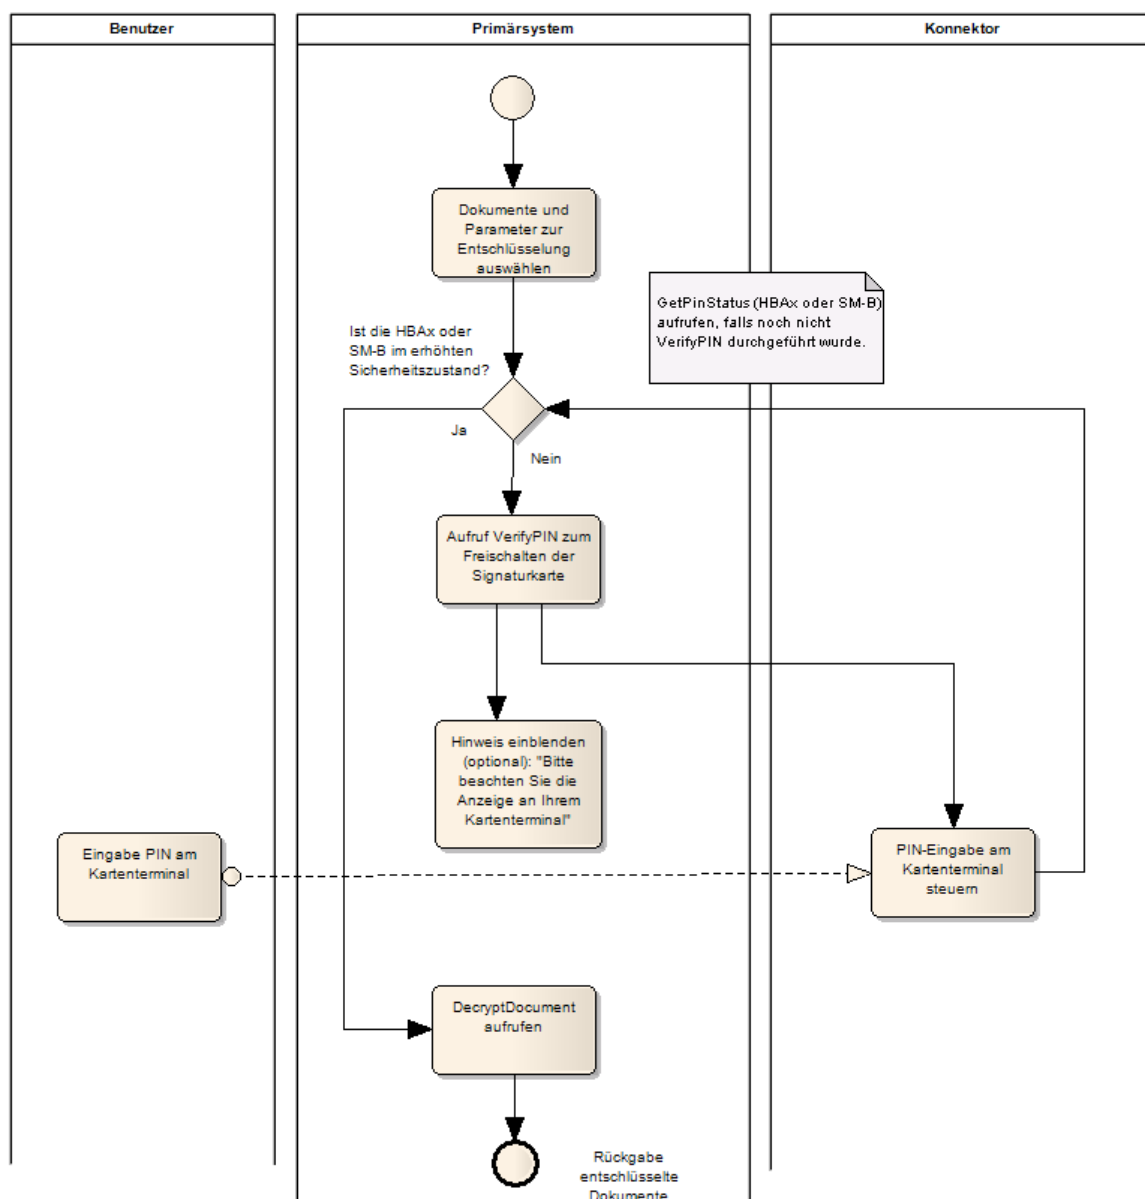 Benutzer
Primärsystem
Konnektor
Dokumente und
Parameter zur
Entschlüsselung
auswählen
GetPinStatus (HBAx oder SM-B)
aufrufen, falls noch nicht
VerifyPIN durchgeführt wurde.
Ist die HBAx oder
SM-B im erhöhten
Sicherheitszustand?
Ja
Nein
Aufruf VerifyPIN zum
Freischalten der
Signaturkarte
Hinweis einblenden
(optional): "Bitte
beachten Sie die
Anzeige an Ihrem
Kartenterminal"
Eingabe PIN am
Kartenterminal
PIN-Eingabe am
Kartenterminal
steuern
DecryptDocument
aufrufen
Rückgabe
entschlüsselte
Dokumente